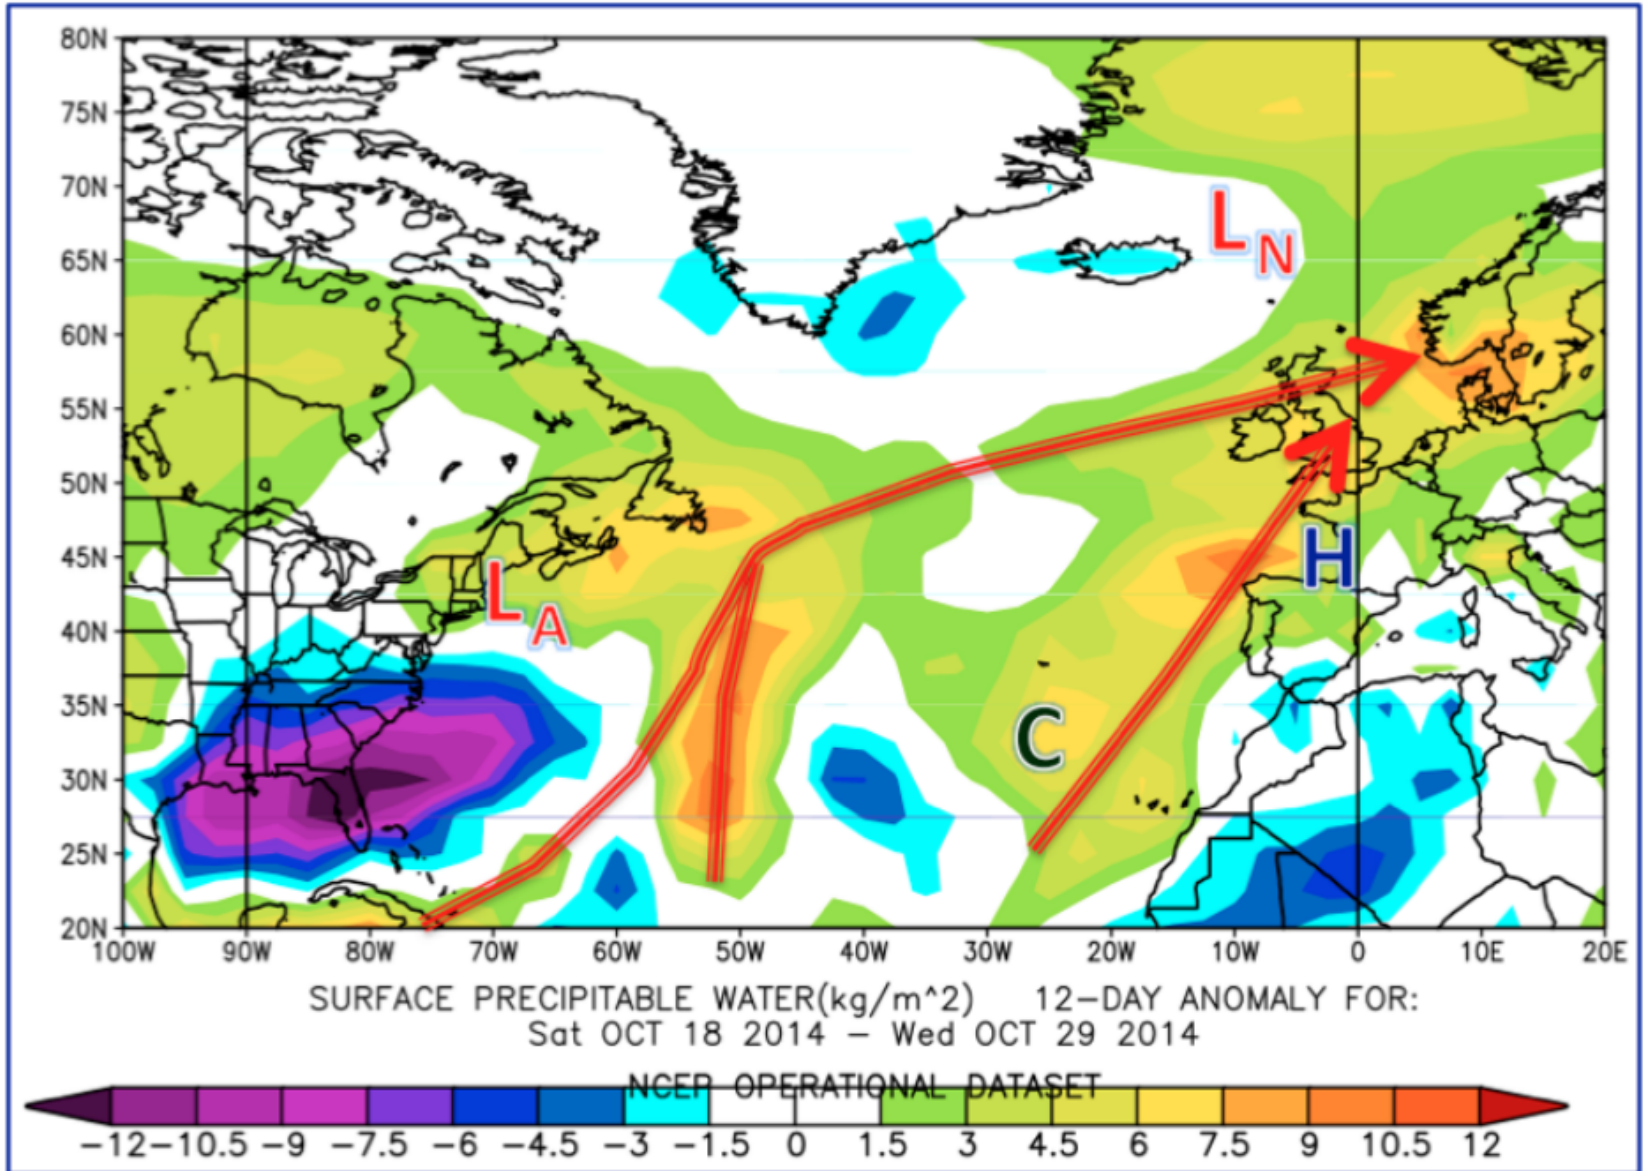 80N
75N
70N
65N
60N
55N
50N
45N
40N
35N
30N
25N
20N
L N
L A
H
C
100W 90W 80W 70W 60W 50W 40W 30W 20W 10W 0 10E 20E
SURFACE PRECIPITABLE WATER(kg/m^2) 12-DAY ANOMALY FOR:
Sat OCT 18 2014 - Wed OCT 29 2014
NCEP OPERATIONAL DATASET
-12 -10.5 -9 -7.5 -6 -4.5 -3 -1.5 0 1.5 3 4.5 6 7.5 9 10.5 12